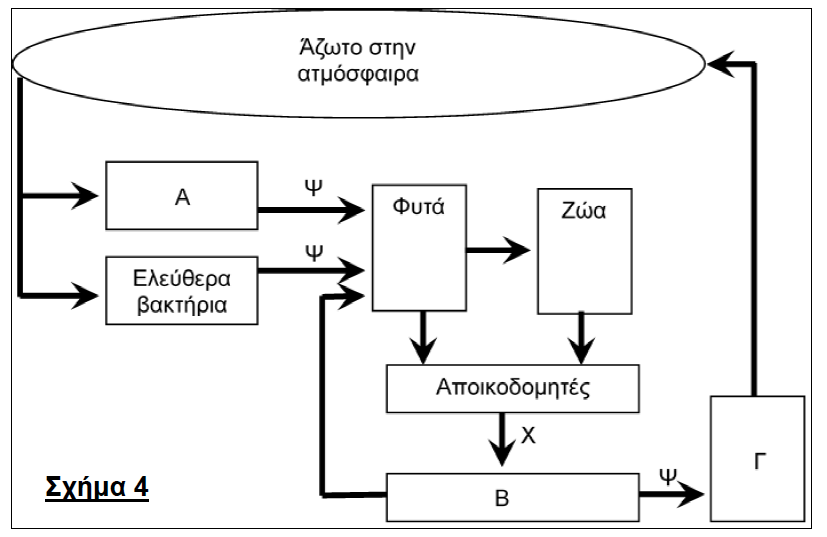 Άζωτο στην
ατμόσφαιρα
Α
Ψ
Φυτά
Ζώα
Ελεύθερα
βακτήρια
Ψ
Αποικοδομητές
Χ
Β
Ψ
Γ
Σχήμα 4